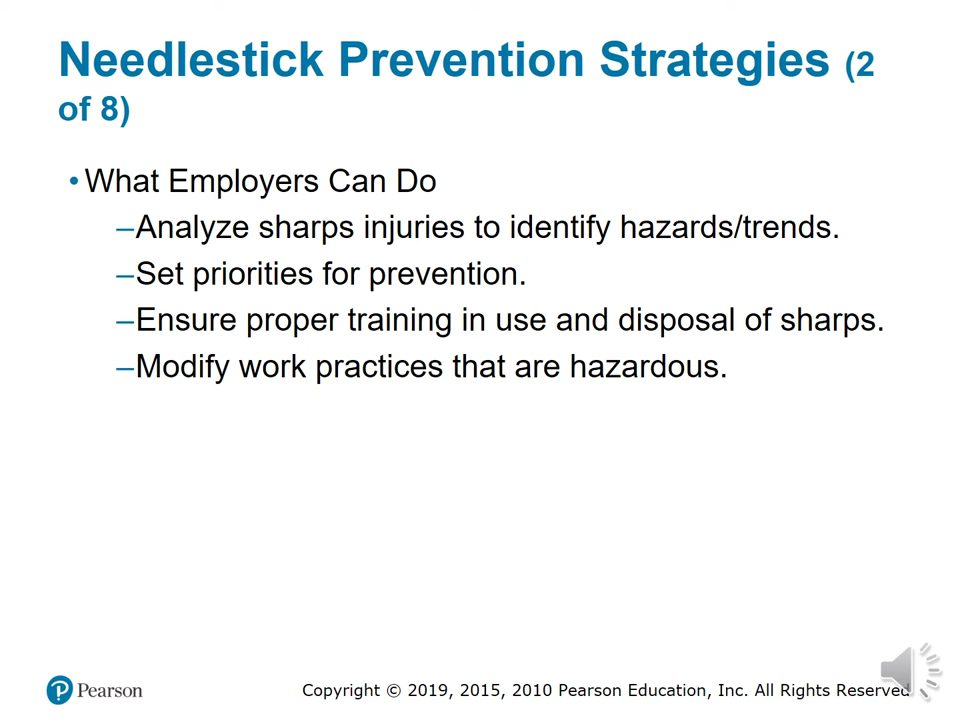 Needlestick Prevention Strategies (2
of 8)
• What Employers Can Do
–Analyze sharps injuries to identify hazards/trends.
–Set priorities for prevention.
–Ensure proper training in use and disposal of sharps.
–Modify work practices that are hazardous.
P Pearson
Copyright © 2019, 2015, 2010 Pearson Education, Inc. All Rights Reserved